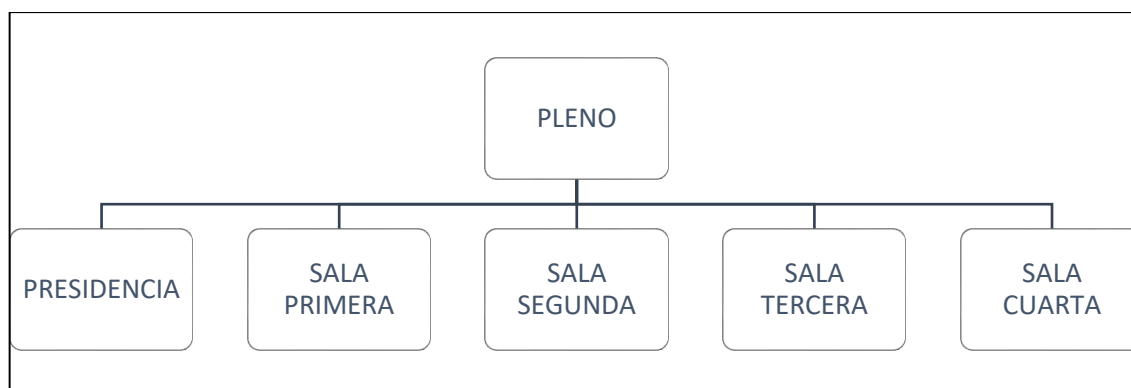 PLENO
PRESIDENCIA
SALA
PRIMERA
SALA
SEGUNDA
SALA
TERCERA
SALA
CUARTA